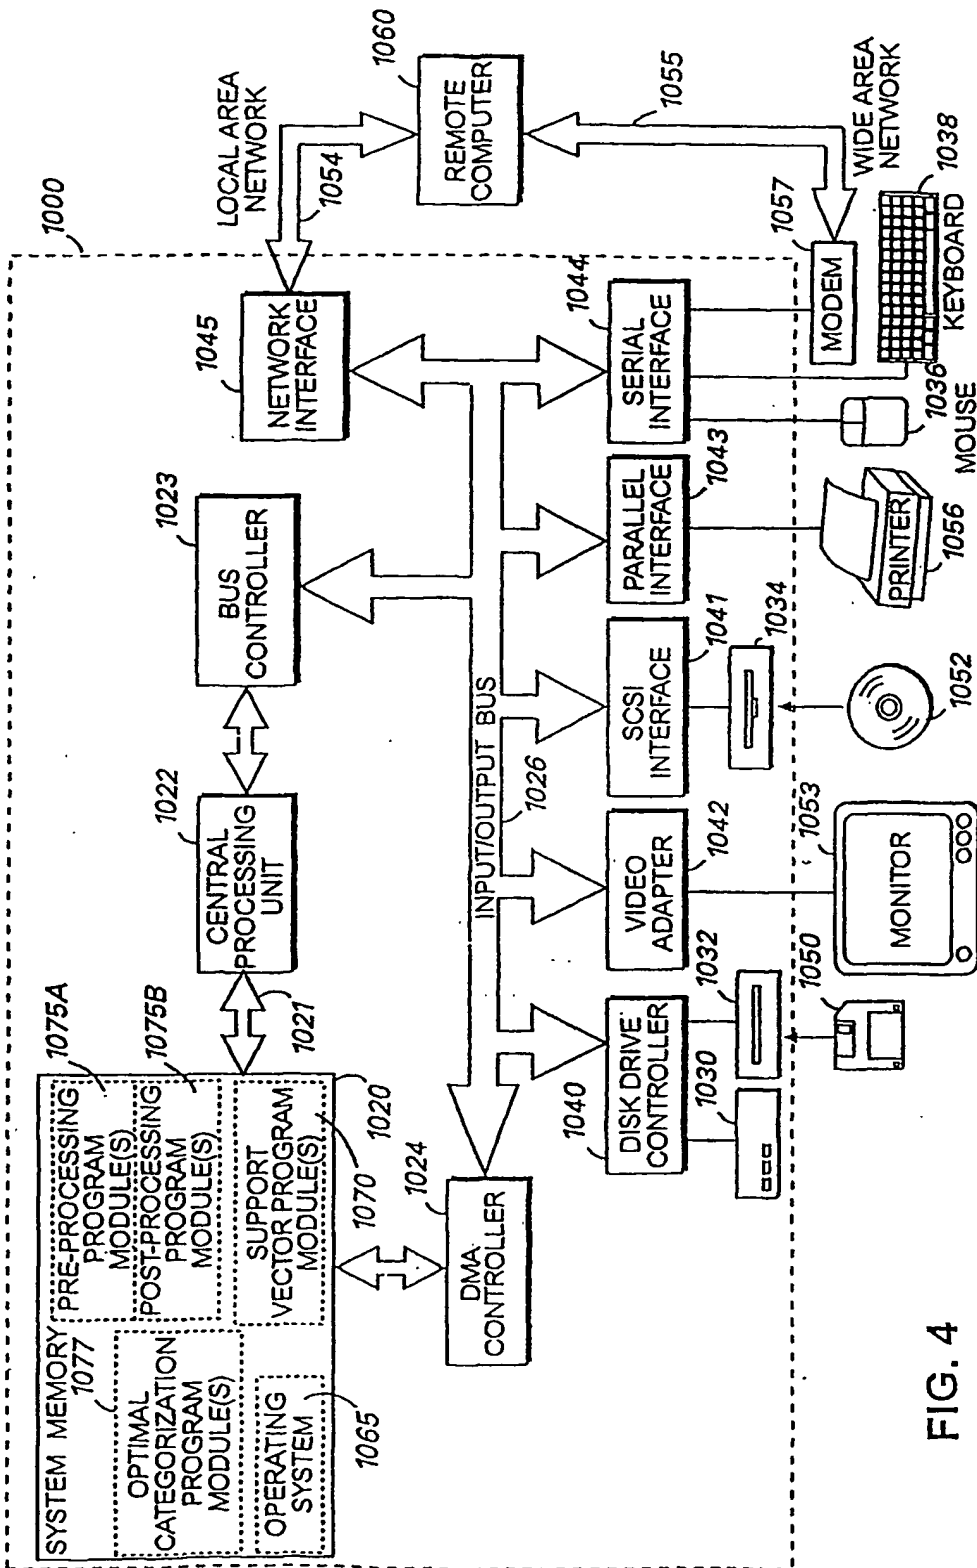 1000
SYSTEM MEMORY
1077
OPTIMAL
CATEGORIZATION
PROGRAM
MODULE(S)
OPERATING
SYSTEM
1065
PRE-PROCESSING
PROGRAM
MODULE(S)
1075A
POST-PROCESSING
PROGRAM
MODULE(S)
1075B
SUPPORT
VECTOR PROGRAM
MODULE(S)
1070
1020
1021
CENTRAL
PROCESSING
UNIT
1022
BUS
CONTROLLER
1023
NETWORK
INTERFACE
1045
LOCAL AREA
NETWORK
1054
REMOTE
COMPUTER
1060
1055
WIDE AREA
NETWORK
DMA
CONTROLLER
1024
INPUT/OUTPUT BUS
1026
DISK DRIVE
CONTROLLER
1040
VIDEO
ADAPTER
1042
SCSI
INTERFACE
1041
PARALLEL
INTERFACE
1043
SERIAL
INTERFACE
1044
1030
1032
1034
MODEM
1057
1050
MONITOR
1053
1052
PRINTER
1056
MOUSE
1036
KEYBOARD
1038
FIG. 4